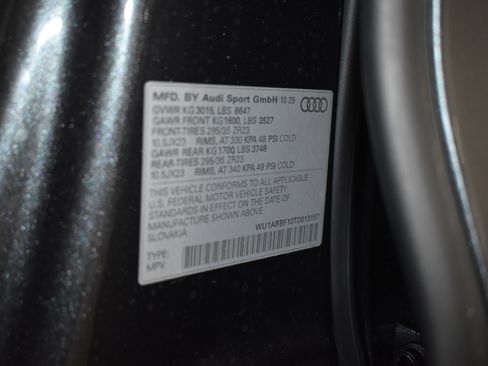 MFD. BY Audi Sport GmbH 10 25
GVWR KG 3015, LBS 6647
GAWR FRONT KG1600, LBS 3527
FRONT-TIRES 295/35 ZR23
10,5JX23 RIMS, AT 330 KPA 48 PSI COLD
GAWR REAR KG 1700, LBS 3748
REAR-TIRES 295/35 ZR23
10,5JX23 RIMS, AT 340 KPA 49 PSI COLD
THIS VEHICLE CONFORMS TO ALL APPLICABLE
U.S. FEDERAL MOTOR VEHICLE SAFETY
STANDARDS IN EFFECT ON THE DATE OF
MANUFACTURE SHOWN ABOVE
SLOVAKIA
WU1ARBF10TD013157
TYPE:
MPV